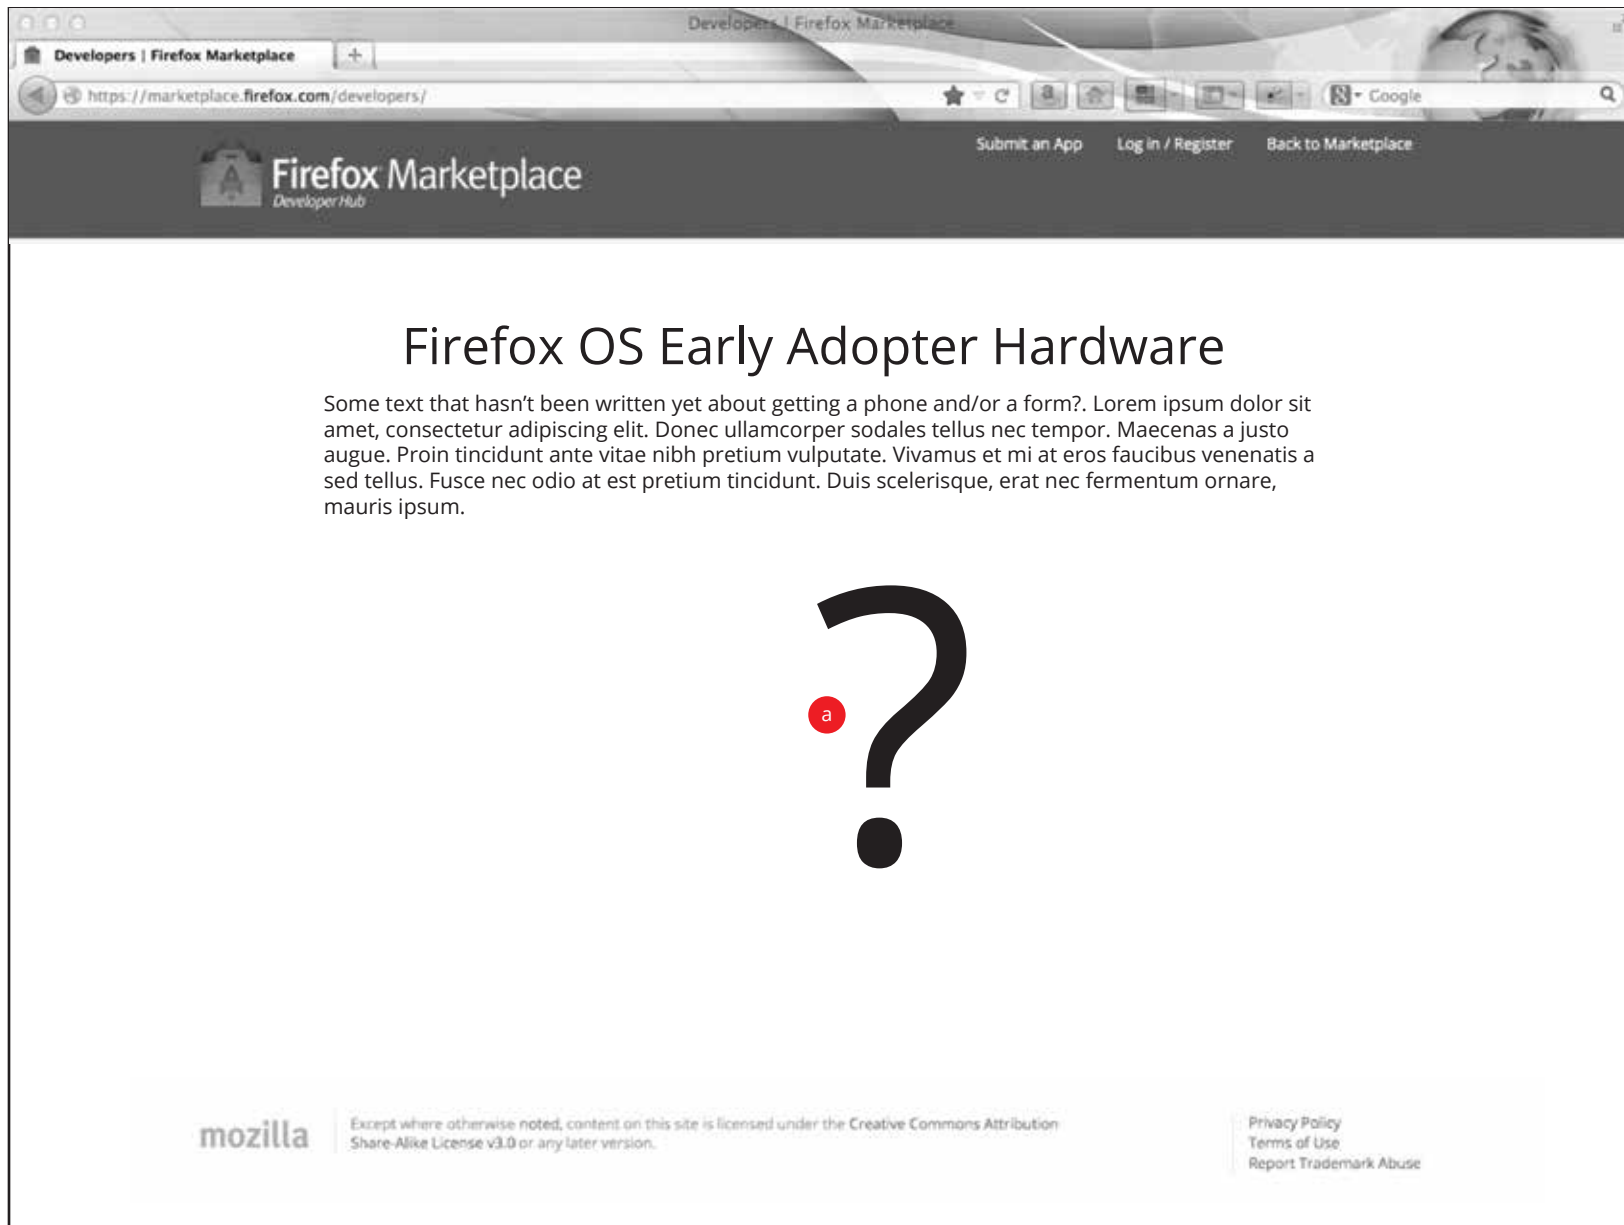 Developers | Firefox Marketplace
Developers | Firefox Marketplace
+
https://marketplace.firefox.com/developers/
a
8 Google
Submit an App Log in / Register Back to Marketplace
Firefox Marketplace
Developer Hub
Firefox OS Early Adopter Hardware
Some text that hasn’t been written yet about getting a phone and/or a form?. Lorem ipsum dolor sit
amet, consectetur adipiscing elit. Donec ullamcorper sodales tellus nec tempor. Maecenas a justo
augue. Proin tincidunt ante vitae nibh pretium vulputate. Vivamus et mi at eros faucibus venenatis a
sed tellus. Fusce nec odio at est pretium tincidunt. Duis scelerisque, erat nec fermentum ornare,
mauris ipsum.
?
a
mozilla
Except where otherwise noted, content on this site is licensed under the Creative Commons Attribution
Share-Alike License v3.0 or any later version.
Privacy Policy
Terms of Use
Report Trademark Abuse